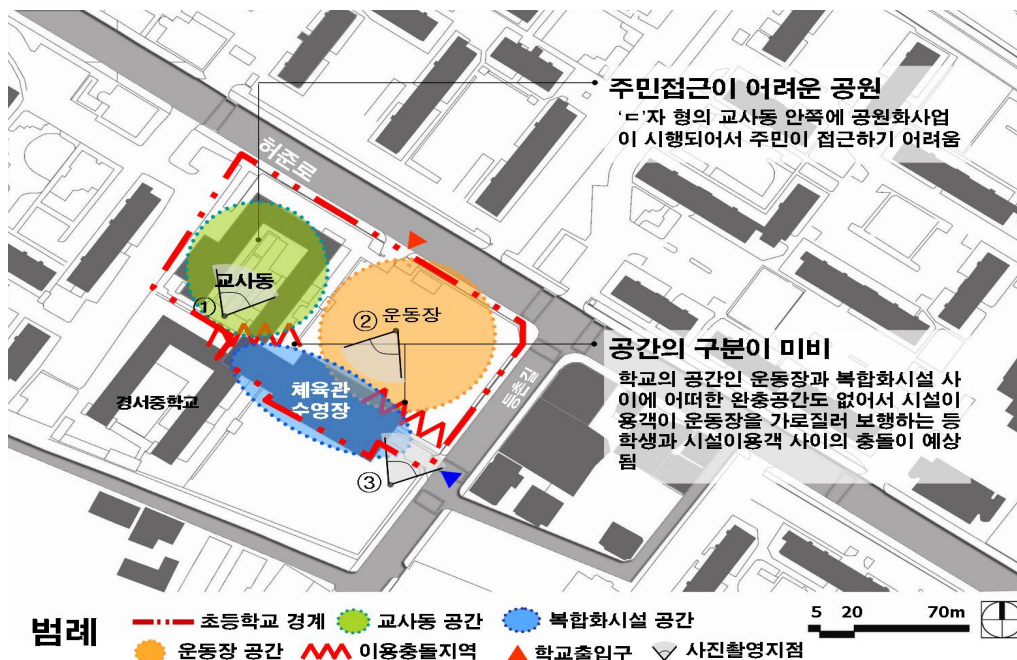 주민접근이 어려운 공원
'ㄷ'자 형의 교사동 안쪽에 공원화사업
이 시행되어서 주민이 접근하기 어려움
허준로
교사동
①
② 운동장
공간의 구분이 미비
학교의 공간인 운동장과 복합화시설 사
이에 어떠한 완충공간도 없어서 시설이
용객이 운동장을 가로질러 보행하는 등
학생과 시설이용객 사이의 충돌이 예상
됨
등촌길
체육관
수영장
경서중학교
③
범례
초등학교 경계
교사동 공간
복합화시설 공간
5 20 70m
운동장 공간
이용충돌지역
학교출입구
사진촬영지점